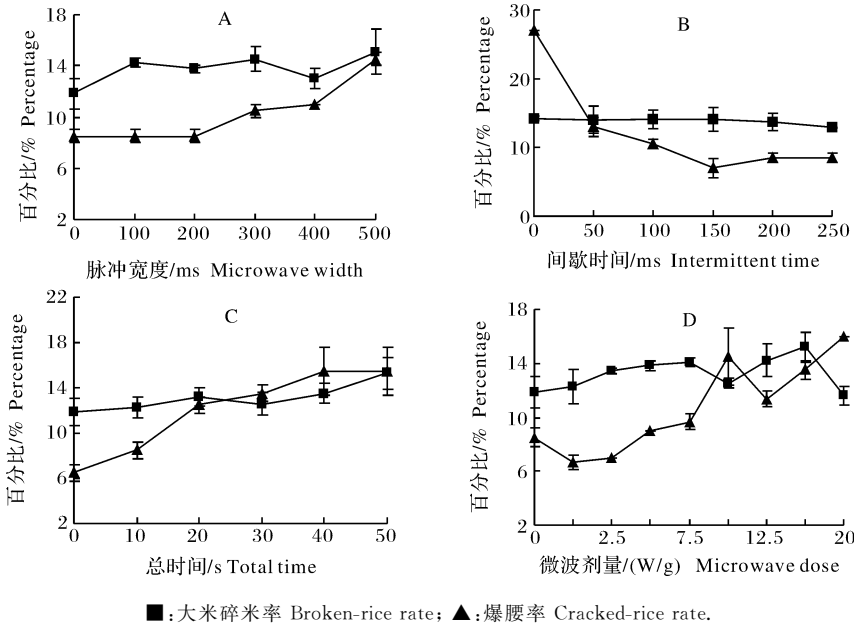 A
18
14
10
6
2
百分比/% Percentage
0 100 200 300 400 500
脉冲宽度/ms Microwave width
B
30
20
10
0
百分比/% Percentage
0 50 100 150 200 250
间歇时间/ms Intermittent time
C
22
18
14
10
6
2
百分比/% Percentage
0 10 20 30 40 50
总时间/s Total time
D
18
14
10
6
2
百分比/% Percentage
0 2.5 7.5 12.5 20
微波剂量/(W/g) Microwave dose
■:大米碎米率 Broken-rice rate; ▲:爆腰率 Cracked-rice rate.